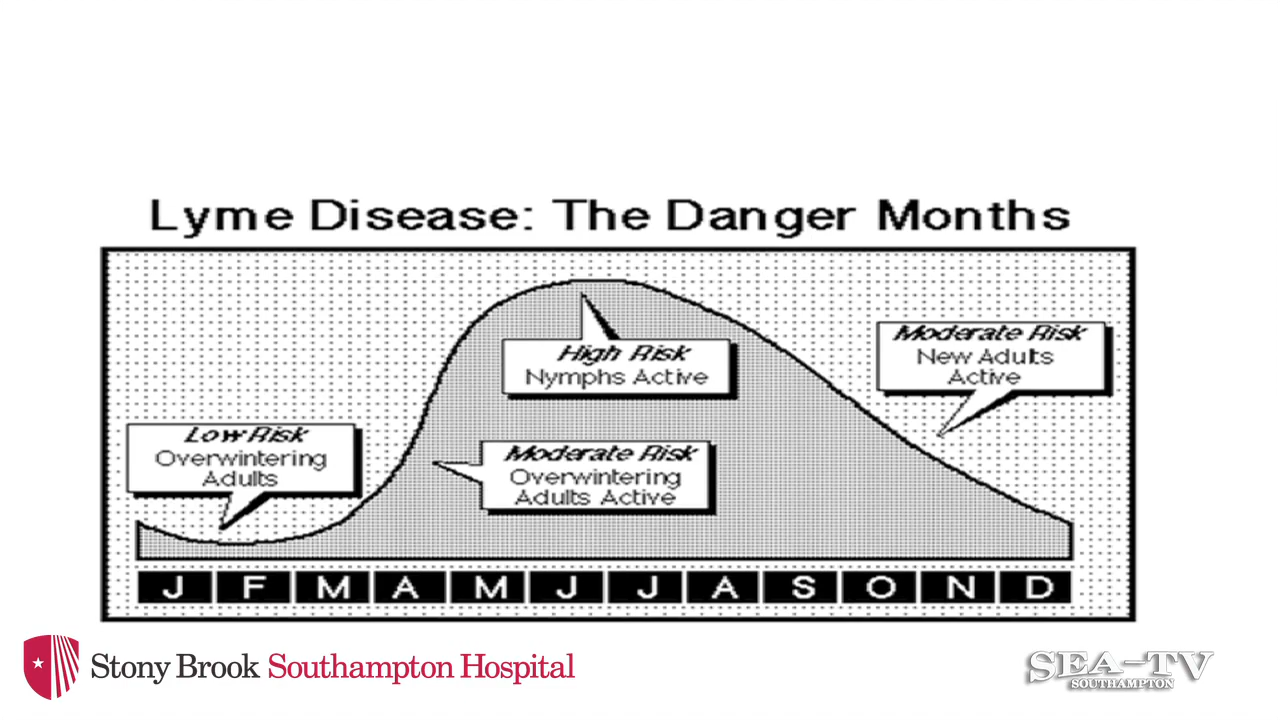 Lyme Disease: The Danger Months
High Risk
Nymphs Active
Moderate Risk
New Adults
Active
Low Risk
Overwintering
Adults
Moderate Risk
Overwintering
Adults Active
J F M A M J J A S O N D
Stony Brook Southampton Hospital
SEA-TV
SOUTHAMPTON